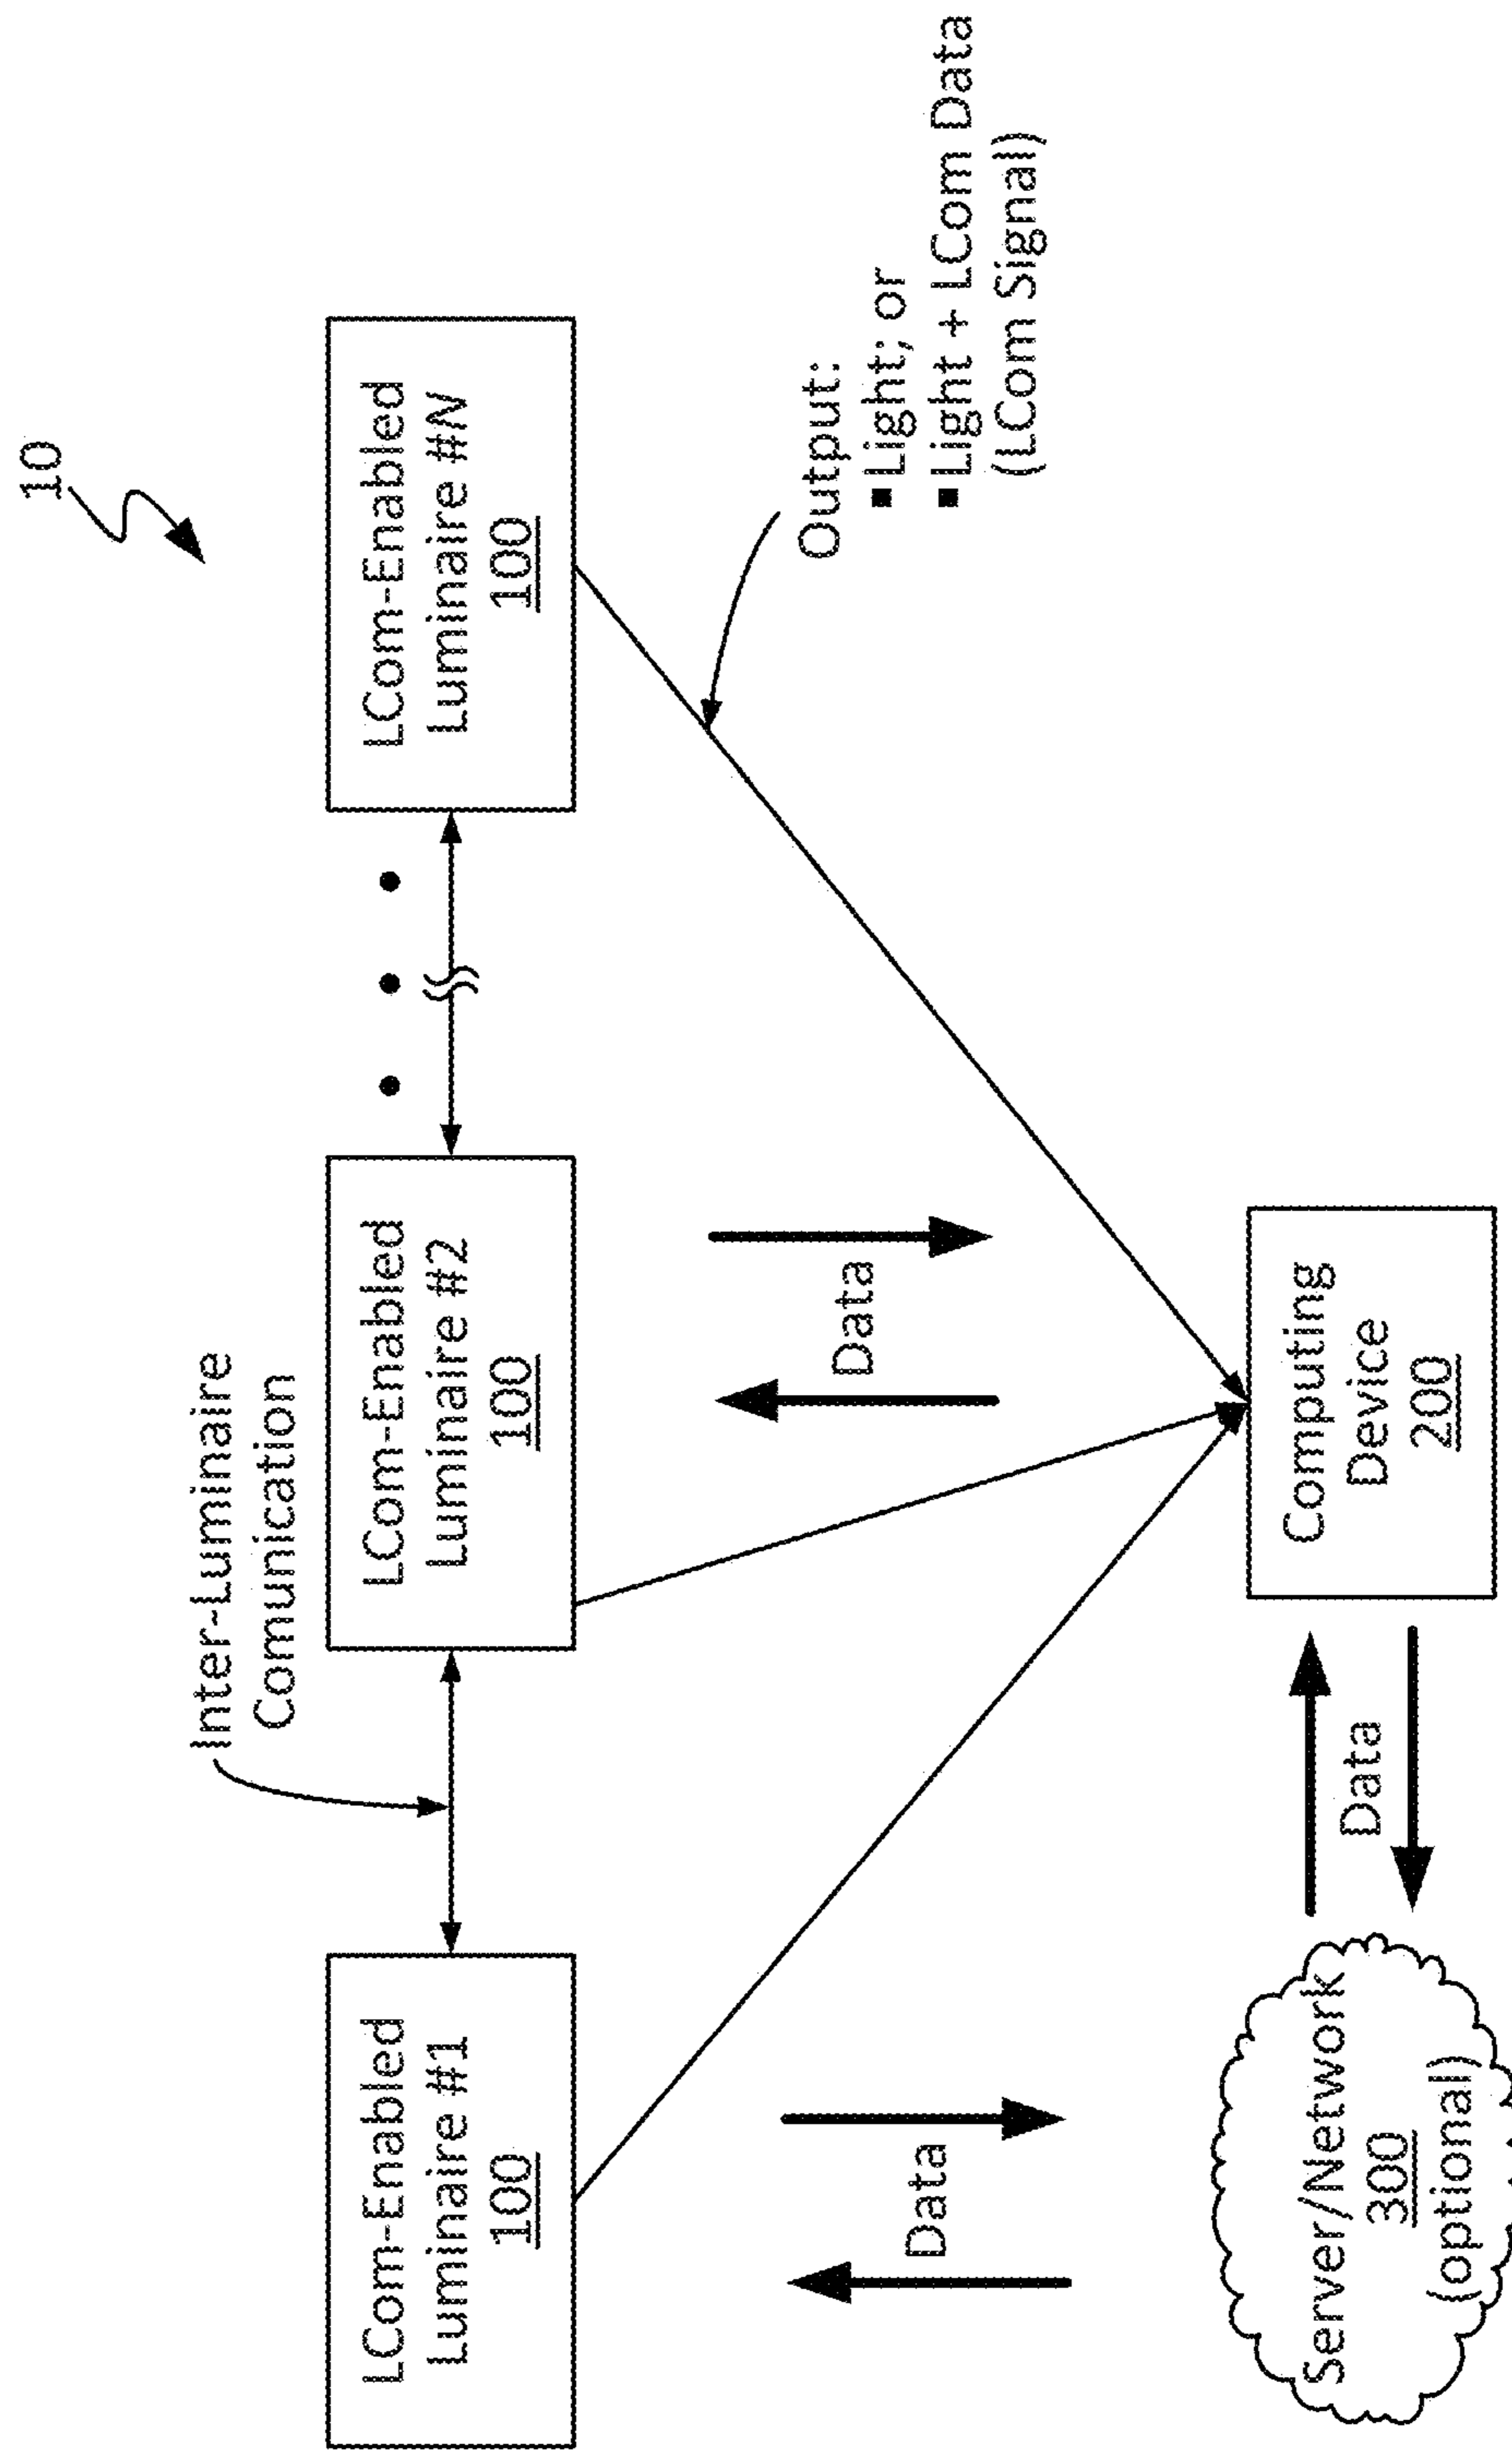 10
Inter-Luminaire
Comunication
LCom-Enabled
Luminaire #1
100
LCom-Enabled
Luminaire #2
100
LCom-Enabled
Luminaire #N
100
Output:
▪ Light; or
▪ Light + LCom Data
(LCom Signal)
Data
Data
Server/Network
300
(optional)
Data
Computing
Device
200